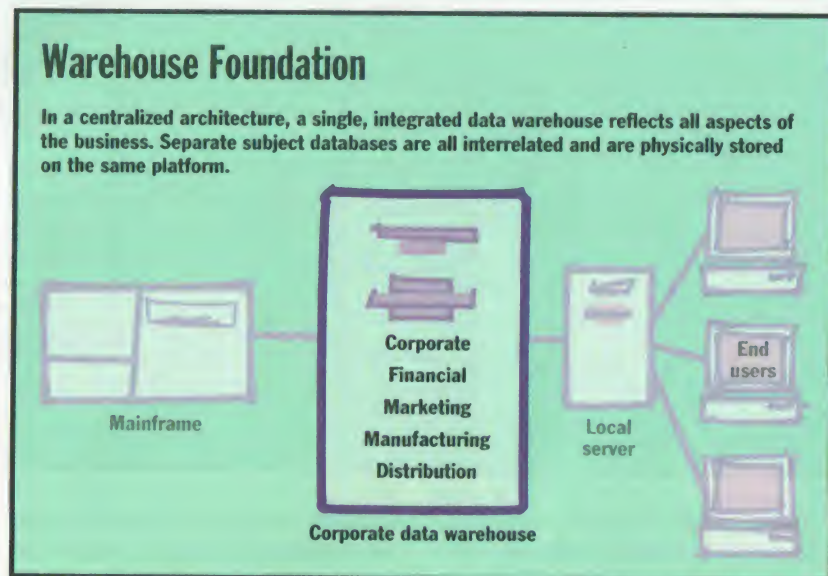 Warehouse Foundation
In a centralized architecture, a single, integrated data warehouse reflects all aspects of
the business. Separate subject databases are all interrelated and are physically stored
on the same platform.
Mainframe
Corporate
Financial
Marketing
Manufacturing
Distribution
Corporate data warehouse
Local
server
End
users